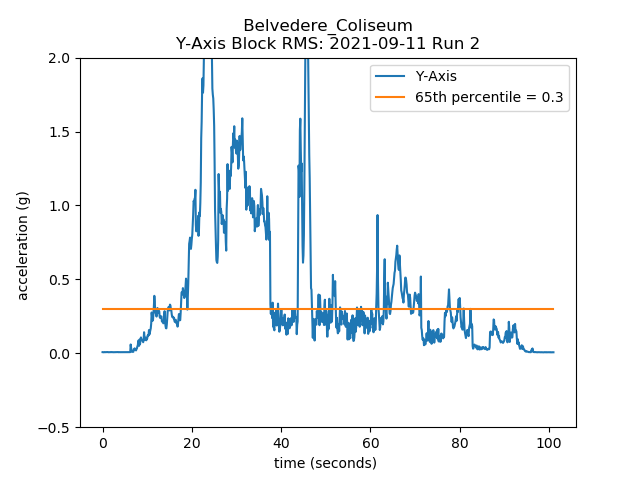 Belvedere_Coliseum
Y-Axis Block RMS: 2021-09-11 Run 2
Y-Axis
65th percentile = 0.3
2.0
1.5
1.0
0.5
0.0
−0.5
acceleration (g)
0 20 40 60 80 100
time (seconds)